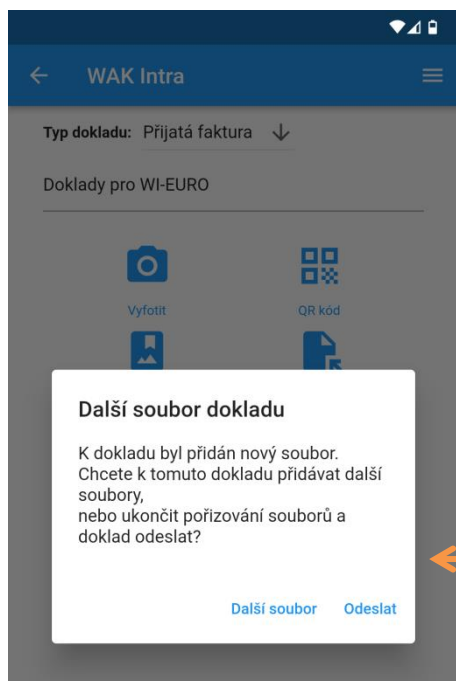 WAK Intra
Typ dokladu: Přijatá faktura
Doklady pro WI-EURO
Vyfotit QR kód
Další soubor dokladu
K dokladu byl přidán nový soubor.
Chcete k tomuto dokladu přidávat další
soubory,
nebo ukončit pořizování souborů a
doklad odeslat?
Další soubor Odeslat